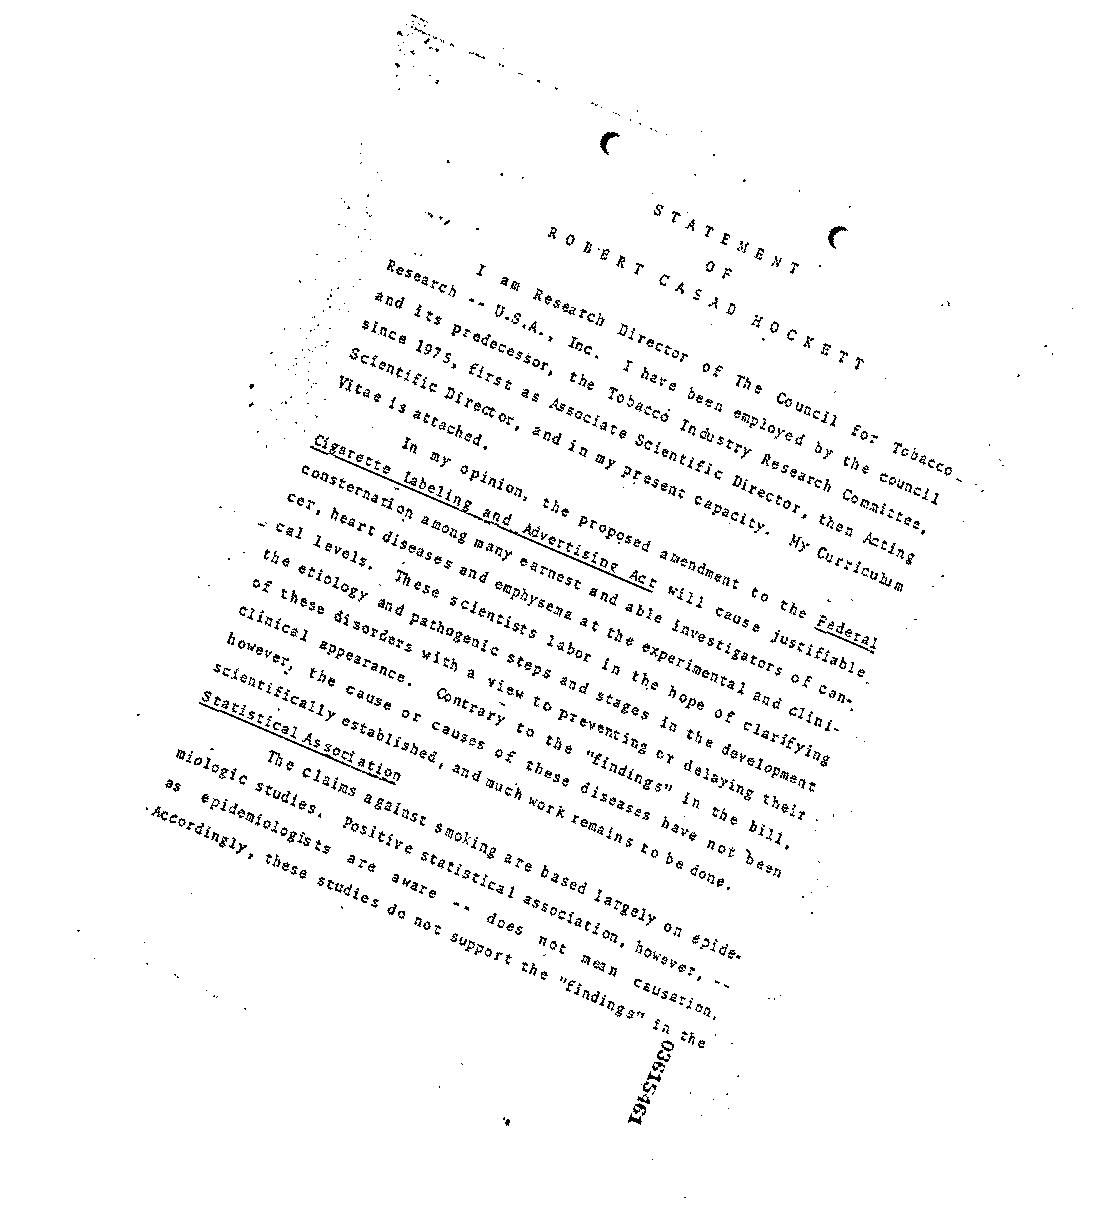 STATEMENT
OF
ROBERT CASAD HOCKETT
I am Research Director of The Council for Tobacco
Research -- U.S.A., Inc. I have been employed by the council
and its predecessor, the Tobacco Industry Research Committee,
since 1975, first as Associate Scientific Director, then Acting
Scientific Director, and in my present capacity. My Curriculum
Vitae is attached.
In my opinion, the proposed amendment to the Federal
Cigarette Labeling and Advertising Act will cause justifiable
consternation among many earnest and able investigators of can-
cer, heart diseases and emphysema at the experimental and clini-
cal levels. These scientists labor in the hope of clarifying
the etiology and pathogenic steps and stages in the development
of these disorders with a view to preventing or delaying their
clinical appearance. Contrary to the "findings" in the bill,
however, the cause or causes of these diseases have not been
scientifically established, and much work remains to be done.
Statistical Association
The claims against smoking are based largely on epide-
miologic studies. Positive statistical association, however, --
as epidemiologists are aware -- does not mean causation.
Accordingly, these studies do not support the "findings" in the
03615461